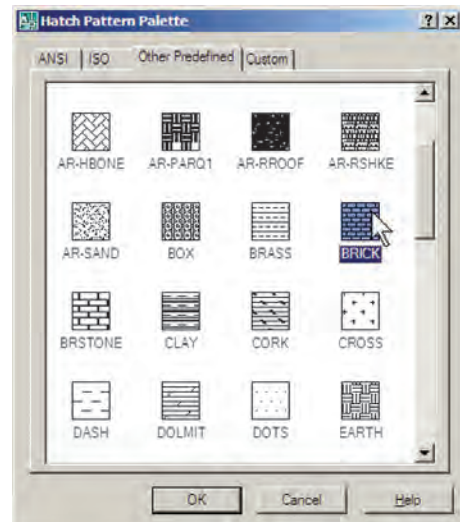 Hatch Pattern Palette
ANSI ISO Other Predefined Custom
AR-HBONE AR-PARQ1 AR-RROOF AR-RSHKE
AR-SAND BOX BRASS BRICK
BRSTONE CLAY CORK CROSS
DASH DOLMIT DOTS EARTH
OK Cancel Help